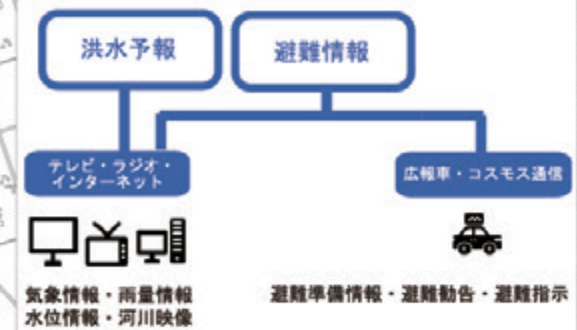 洪水予報
避難情報
テレビ・ラジオ・
インターネット
広報車・コスモス通信
気象情報・雨量情報
水位情報・河川映像
避難準備情報・避難勧告・避難指示